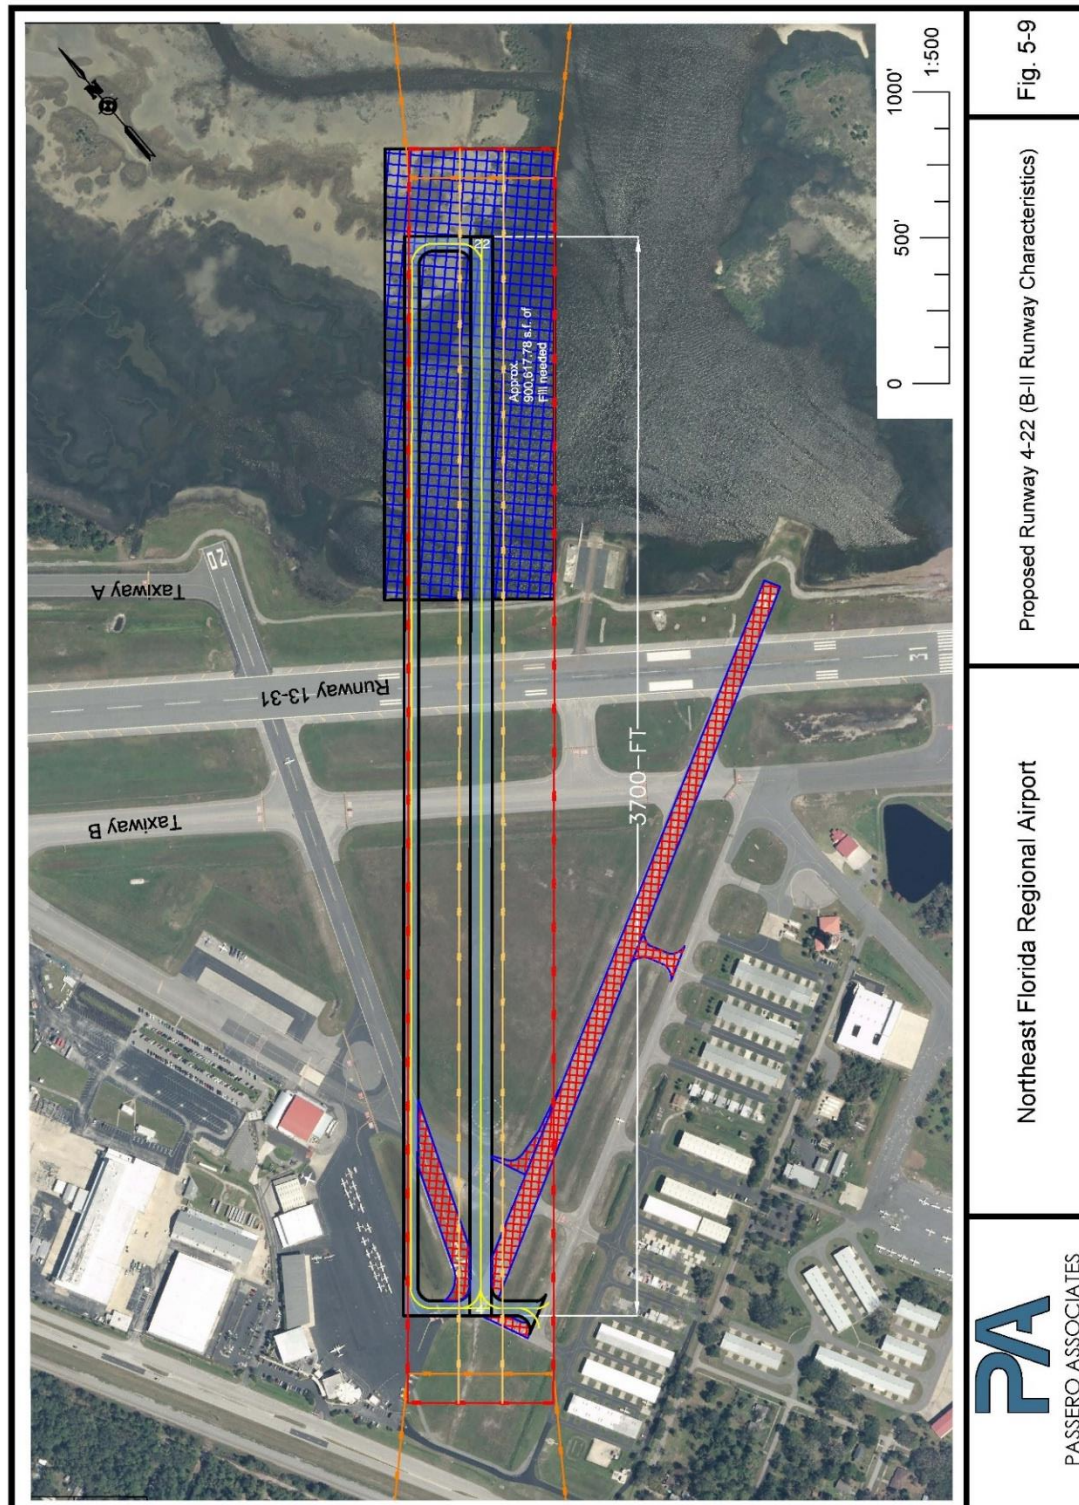 N
22
Approx.
900,617.78 s.f. of
Fill needed
20
Taxiway A
Runway 13-31
31
Taxiway B
3700-FT
4
0
500'
1000'
1:500
Fig. 5-9
Proposed Runway 4-22 (B-II Runway Characteristics)
Northeast Florida Regional Airport
PA
PASSERO ASSOCIATES